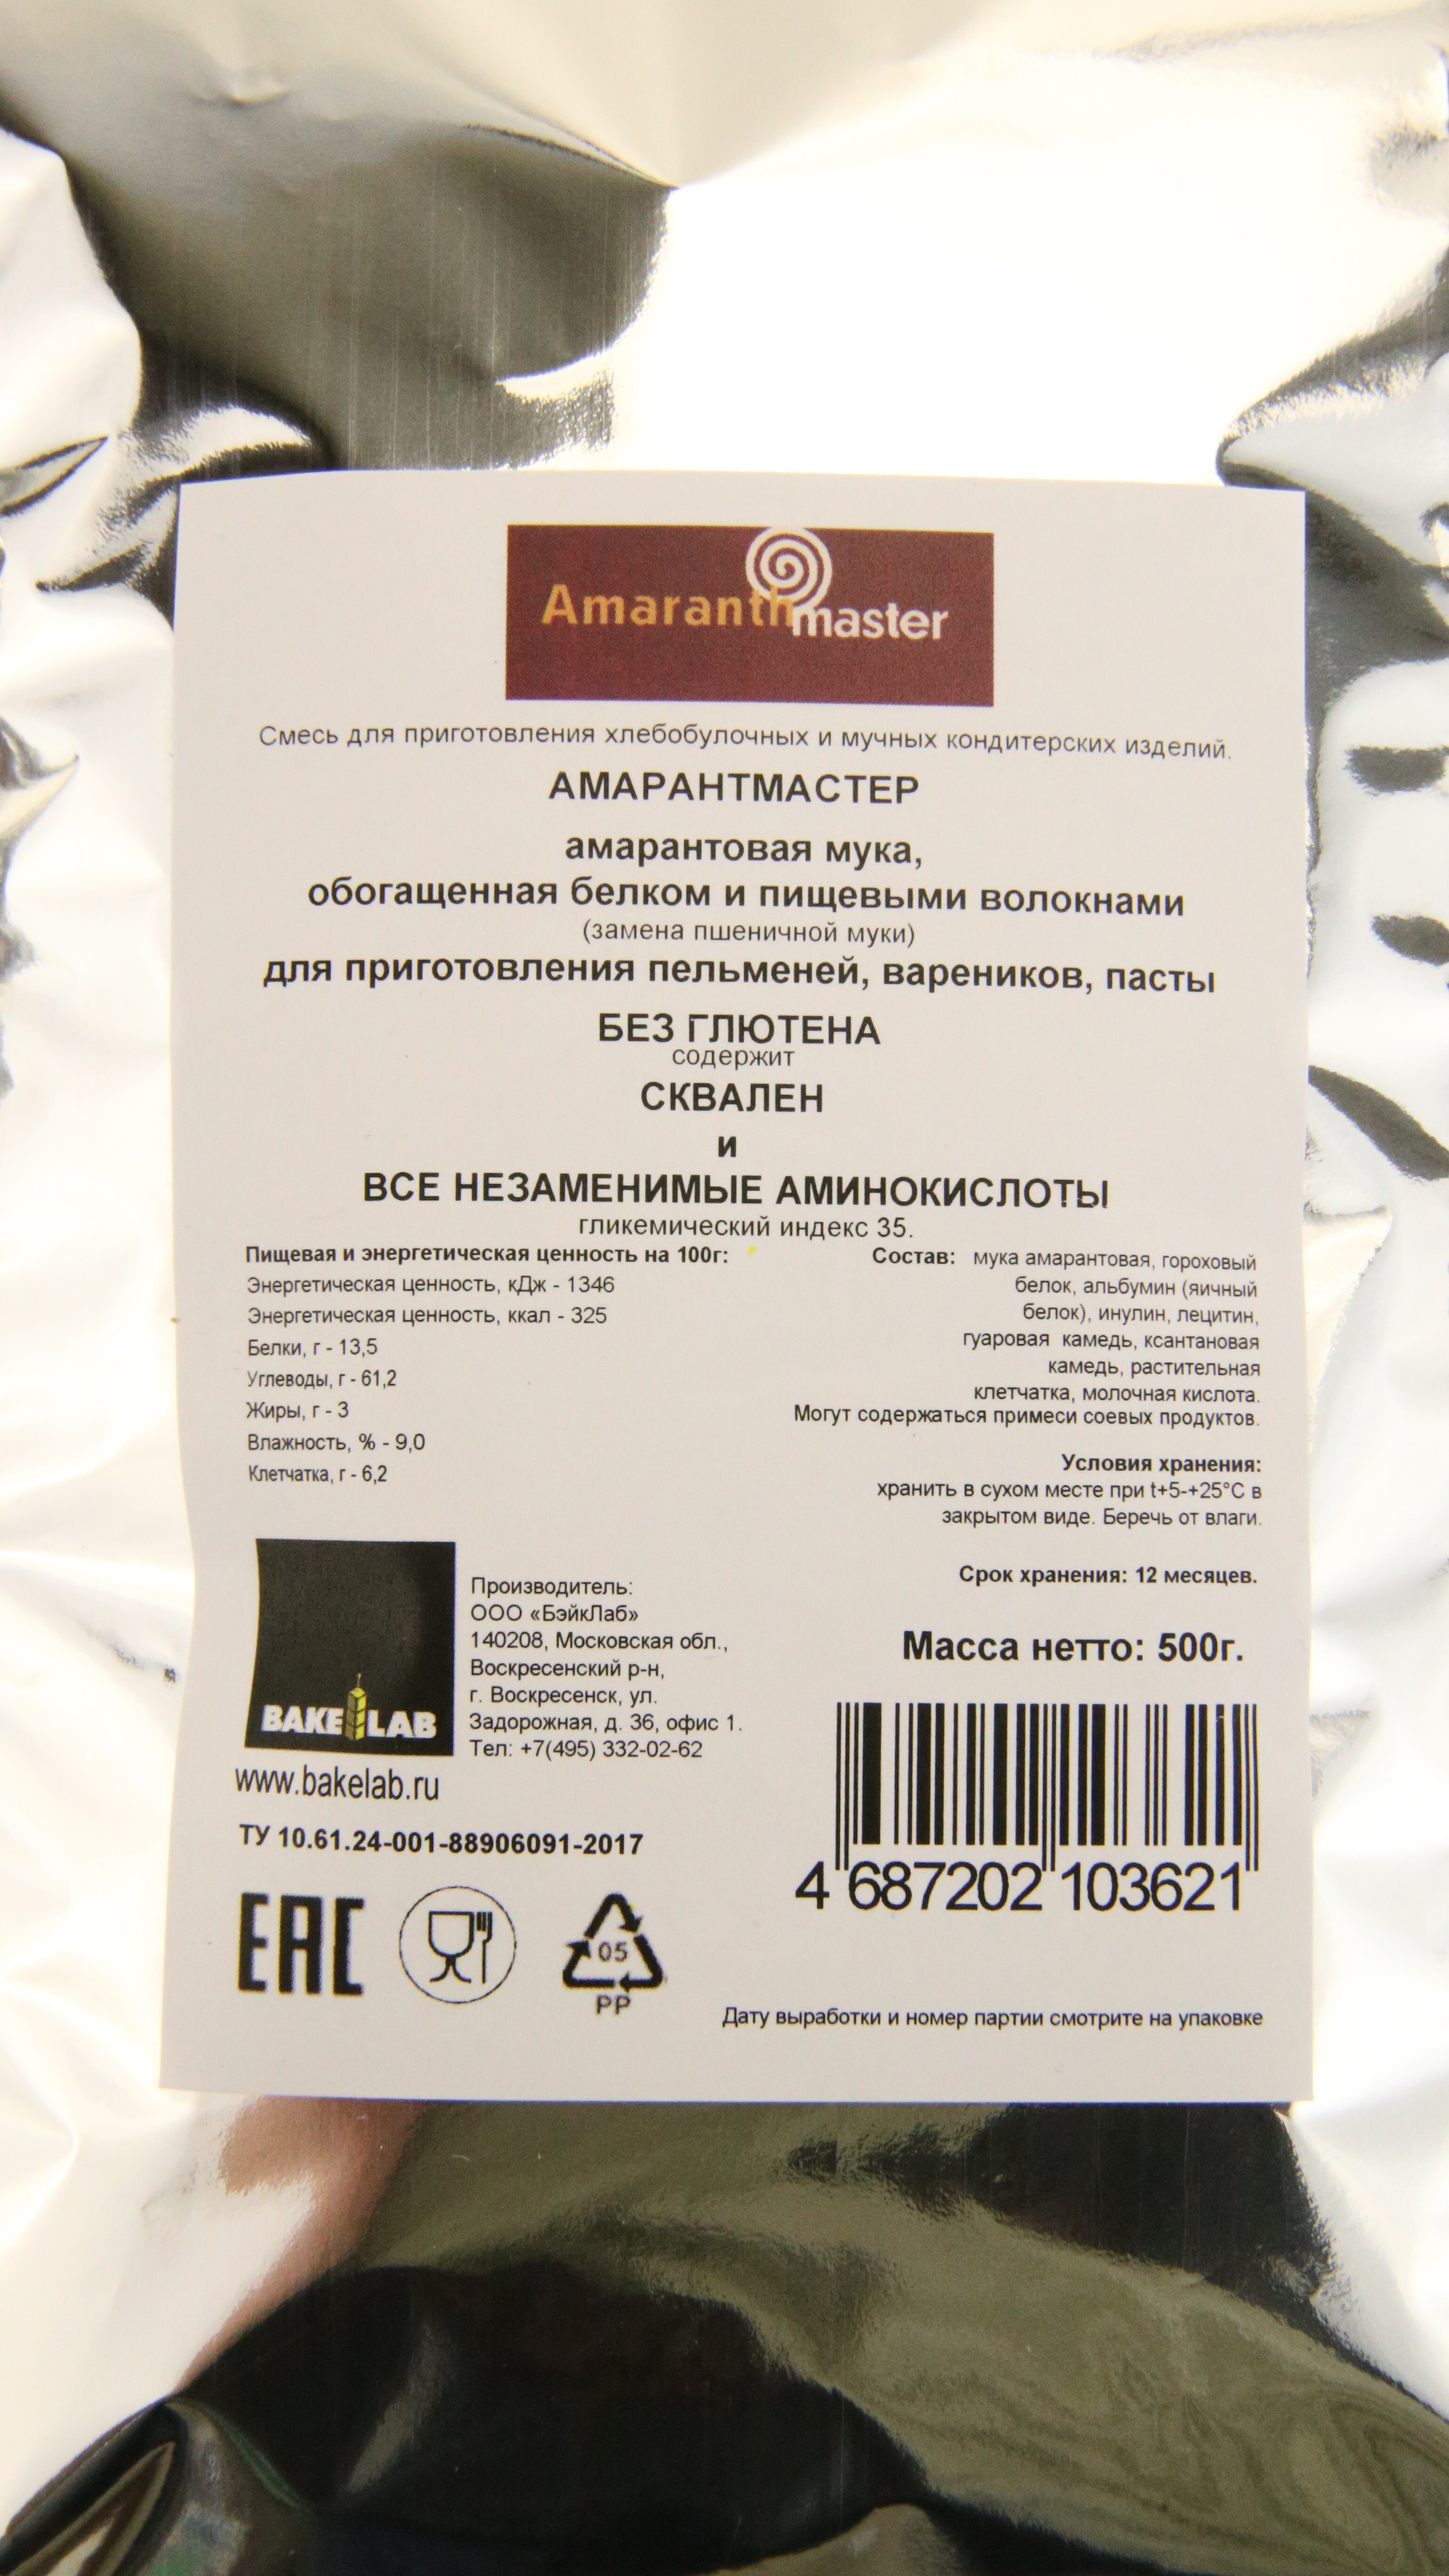 Amaranthmaster
Смесь для приготовления хлебобулочных и мучных кондитерских изделий.
АМАРАНТМАСТЕР
амарантовая мука,
обогащенная белком и пищевыми волокнами
(замена пшеничной муки)
для приготовления пельменей, вареников, пасты
БЕЗ ГЛЮТЕНА
содержит
СКВАЛЕН
и
ВСЕ НЕЗАМЕНИМЫЕ АМИНОКИСЛОТЫ
гликемический индекс 35.
Пищевая и энергетическая ценность на 100г:
Энергетическая ценность, кДж - 1346
Энергетическая ценность, ккал - 325
Белки, г - 13,5
Углеводы, г - 61,2
Жиры, г - 3
Влажность, % - 9,0
Клетчатка, г - 6,2
Состав: мука амарантовая, гороховый
белок, альбумин (яичный
белок), инулин, лецитин,
гуаровая камедь, ксантановая
камедь, растительная
клетчатка, молочная кислота.
Могут содержаться примеси соевых продуктов.
Условия хранения:
хранить в сухом месте при t+5-+25°С в
закрытом виде. Беречь от влаги.
Срок хранения: 12 месяцев.
Масса нетто: 500г.
BAKE LAB
Производитель:
ООО «БэйкЛаб»
140208, Московская обл.,
Воскресенский р-н,
г. Воскресенск, ул.
Задорожная, д. 36, офис 1.
Тел: +7(495) 332-02-62
www.bakelab.ru
ТУ 10.61.24-001-88906091-2017
4 687202 103621
EAC
05
PP
Дату выработки и номер партии смотрите на упаковке